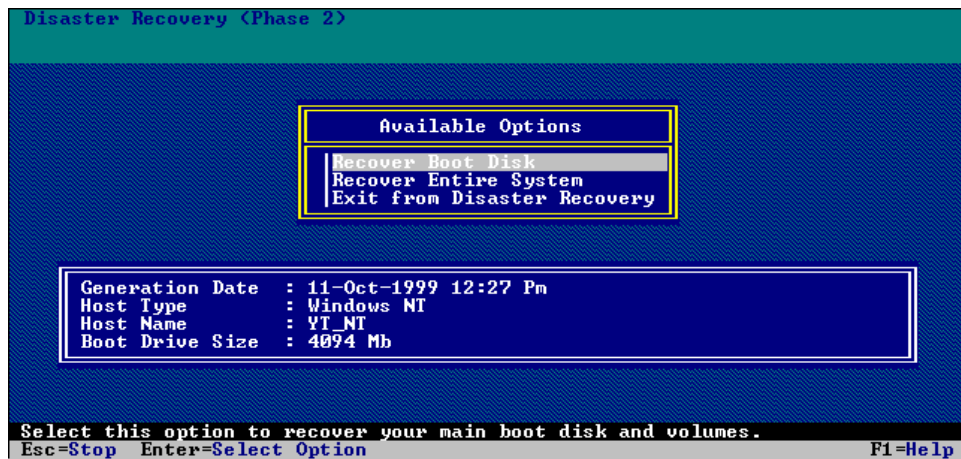 Disaster Recovery (Phase 2)
Available Options
Recover Boot Disk
Recover Entire System
Exit from Disaster Recovery
Generation Date : 11-Oct-1999 12:27 Pm
Host Type : Windows NT
Host Name : YT_NT
Boot Drive Size : 4094 Mb
Select this option to recover your main boot disk and volumes.
Esc=Stop Enter=Select Option F1=Help